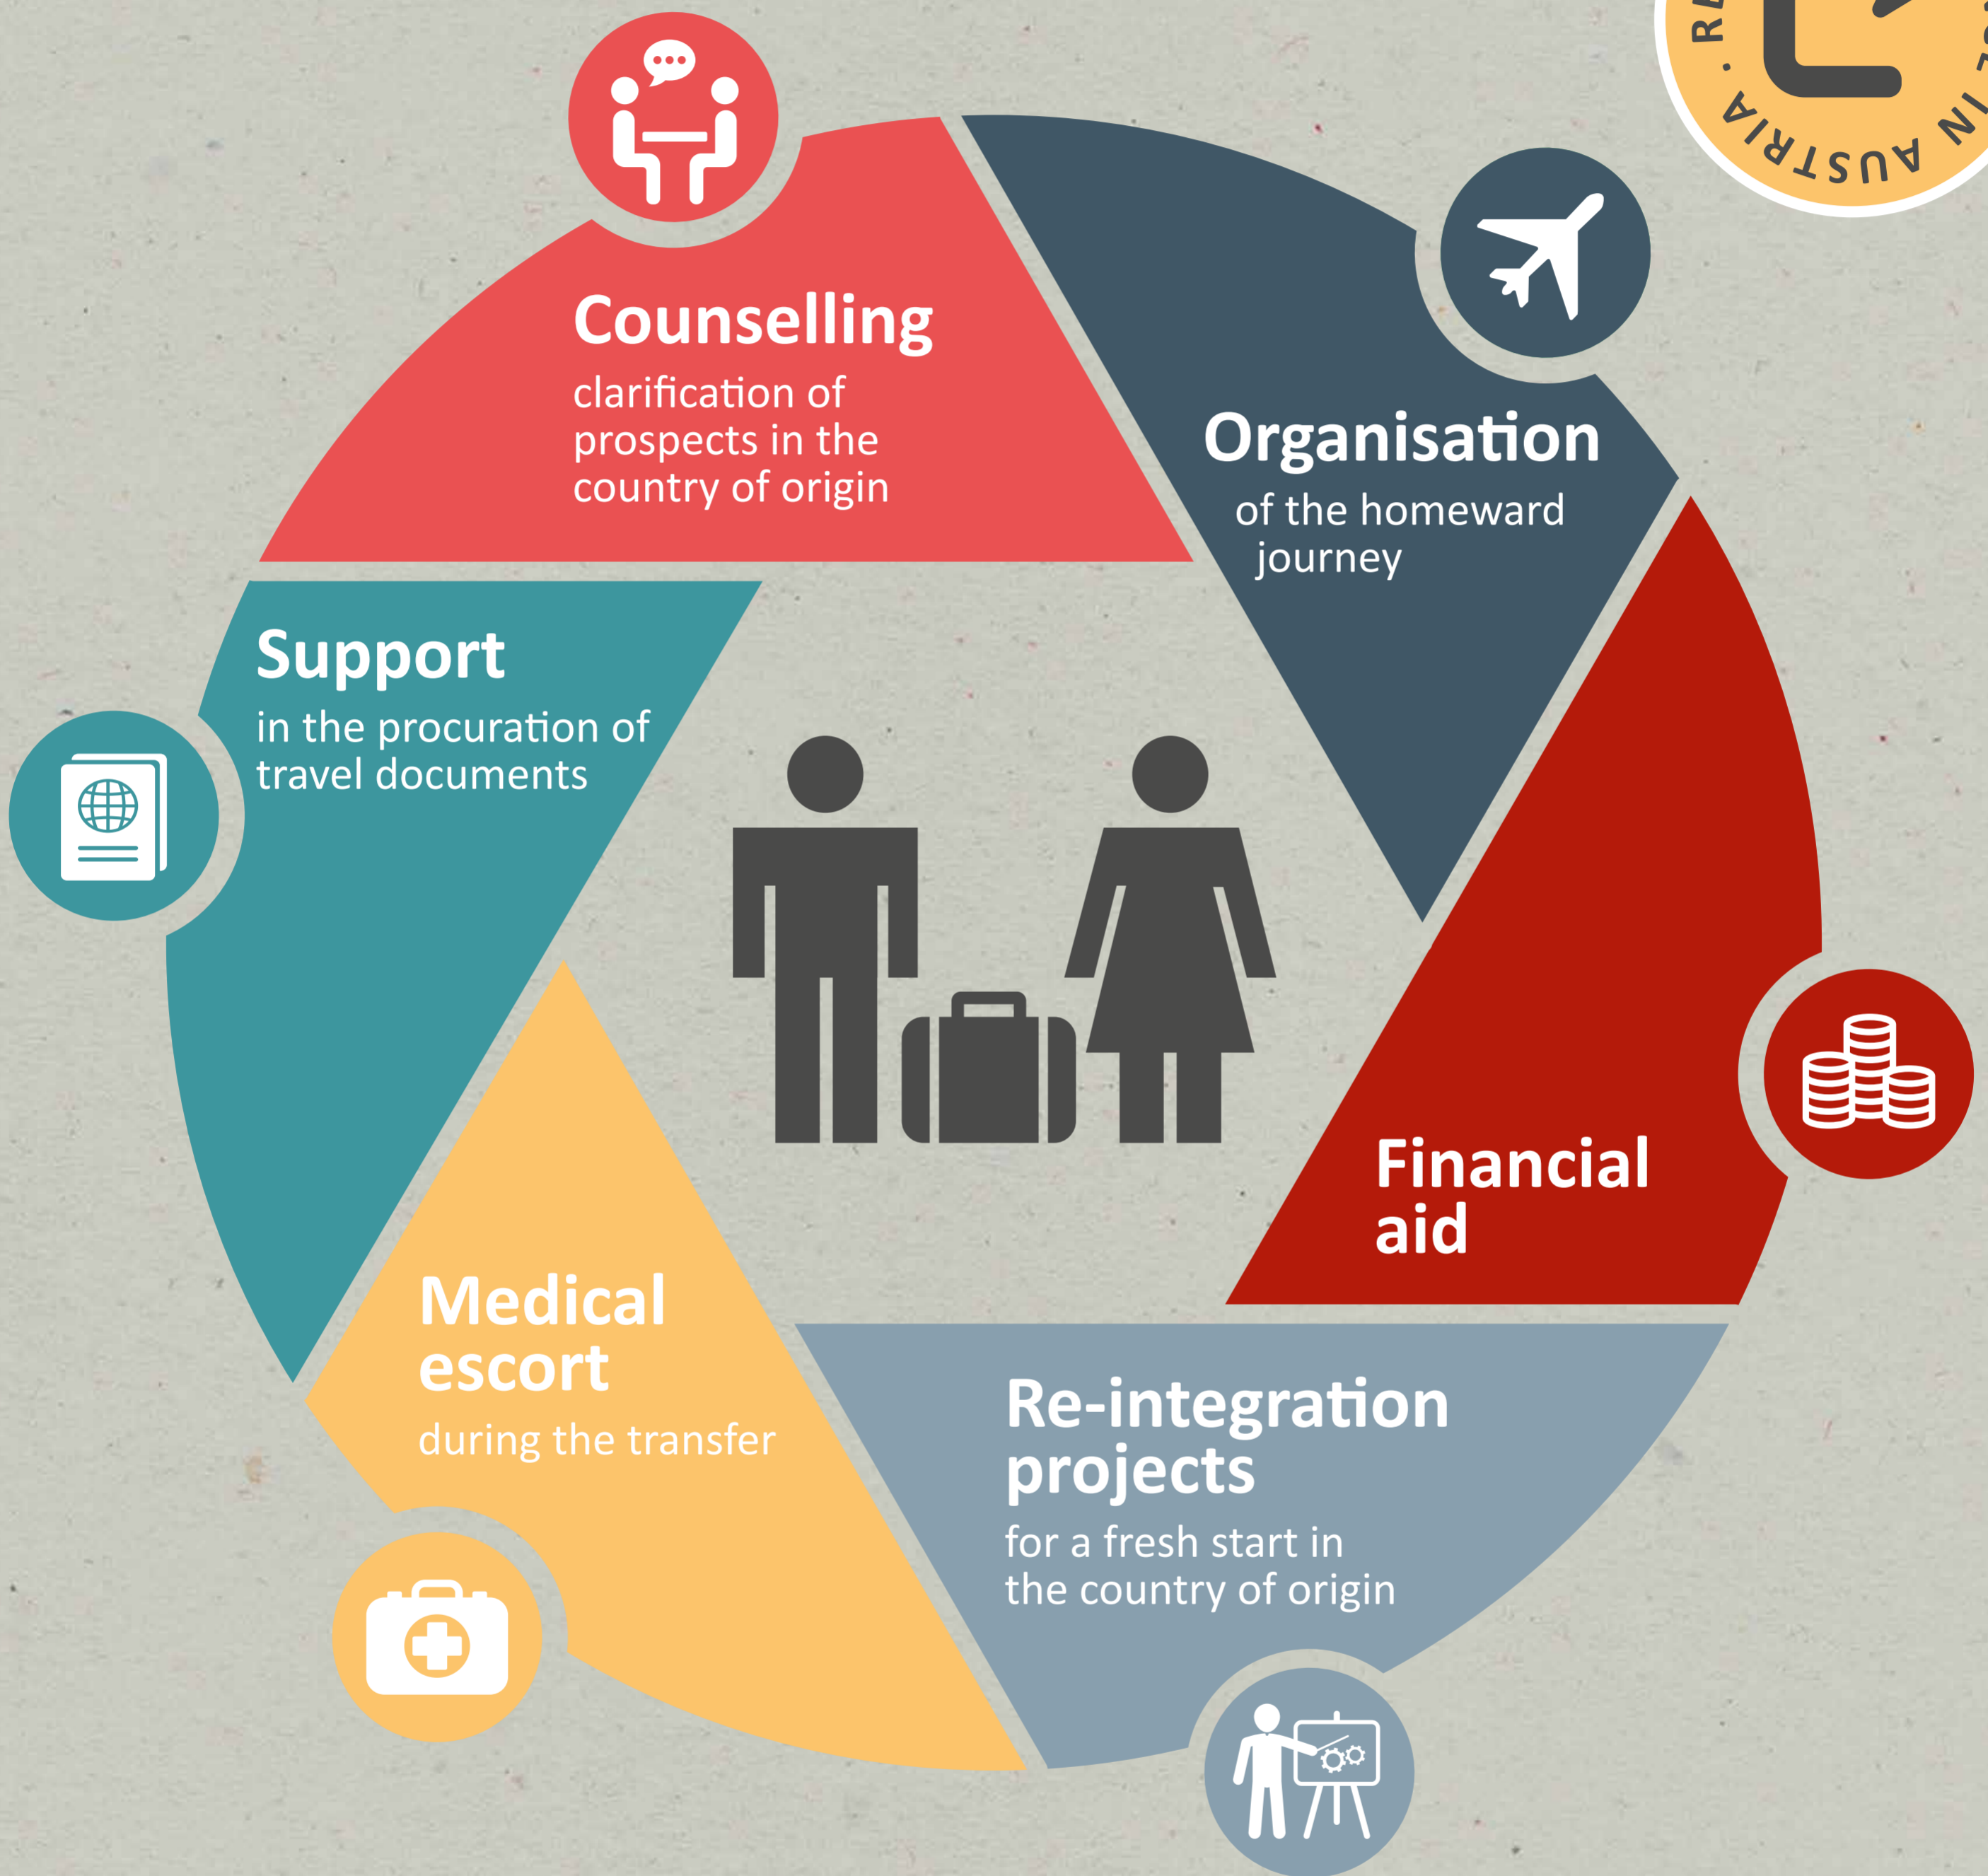 IN AUSTRIA
Counselling
clarification of
prospects in the
country of origin
Organisation
of the homeward
journey
Support
in the procuration of
travel documents
Financial
aid
Medical
escort
during the transfer
Re-integration
projects
for a fresh start in
the country of origin